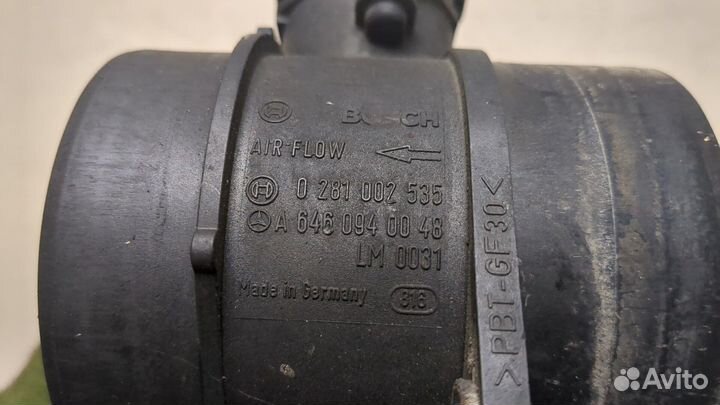 BOSCH
AIR FLOW
0 281 002 535
A 646 094 00 48
LM 0031
Made in Germany 816
>PBT-GF30<
Avito